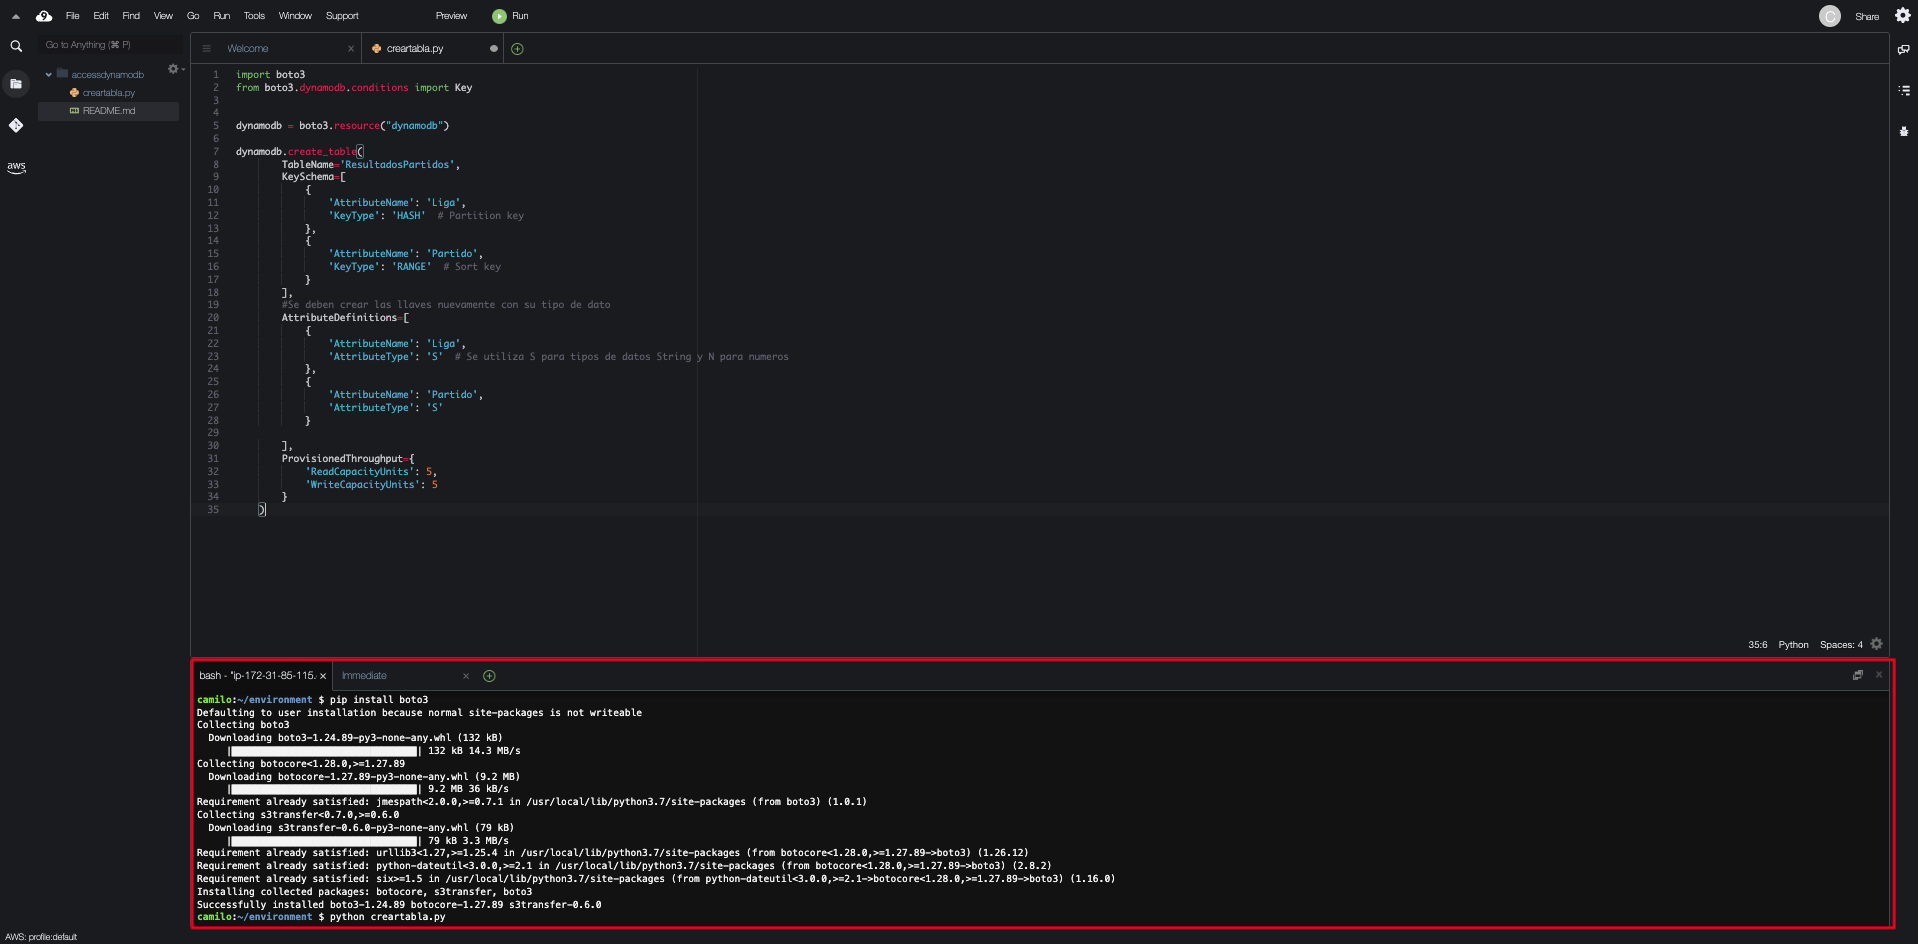 File Edit Find View Go Run Tools Window Support Preview Run C Share
Go to Anything (⌘ P)
accessdynamodb
creartabla.py
README.md
aws
Welcome creartabla.py
1 import boto3
2 from boto3.dynamodb.conditions import Key
3
4
5 dynamodb = boto3.resource("dynamodb")
6
7 dynamodb.create_table(
8 TableName='ResultadosPartidos',
9 KeySchema=[
10 {
11 'AttributeName': 'Liga',
12 'KeyType': 'HASH'  # Partition key
13 },
14 {
15 'AttributeName': 'Partido',
16 'KeyType': 'RANGE'  # Sort key
17 }
18 ],
19 #Se deben crear las llaves nuevamente con su tipo de dato
20 AttributeDefinitions=[
21 {
22 'AttributeName': 'Liga',
23 'AttributeType': 'S'  # Se utiliza S para tipos de datos String y N para numeros
24 },
25 {
26 'AttributeName': 'Partido',
27 'AttributeType': 'S'
28 }
29
30 ],
31 ProvisionedThroughput={
32 'ReadCapacityUnits': 5,
33 'WriteCapacityUnits': 5
34 }
35 )
35:6 Python Spaces: 4
bash - "ip-172-31-85-115. Immediate
camilo:~/environment $ pip install boto3
Defaulting to user installation because normal site-packages is not writeable
Collecting boto3
Downloading boto3-1.24.89-py3-none-any.whl (132 kB)
| | 132 kB 14.3 MB/s
Collecting botocore<1.28.0,>=1.27.89
Downloading botocore-1.27.89-py3-none-any.whl (9.2 MB)
| | 9.2 MB 36 kB/s
Requirement already satisfied: jmespath<2.0.0,>=0.7.1 in /usr/local/lib/python3.7/site-packages (from boto3) (1.0.1)
Collecting s3transfer<0.7.0,>=0.6.0
Downloading s3transfer-0.6.0-py3-none-any.whl (79 kB)
| | 79 kB 3.3 MB/s
Requirement already satisfied: urllib3<1.27,>=1.25.4 in /usr/local/lib/python3.7/site-packages (from botocore<1.28.0,>=1.27.89->boto3) (1.26.12)
Requirement already satisfied: python-dateutil<3.0.0,>=2.1 in /usr/local/lib/python3.7/site-packages (from botocore<1.28.0,>=1.27.89->boto3) (2.8.2)
Requirement already satisfied: six>=1.5 in /usr/local/lib/python3.7/site-packages (from python-dateutil<3.0.0,>=2.1->botocore<1.28.0,>=1.27.89->boto3) (1.16.0)
Installing collected packages: botocore, s3transfer, boto3
Successfully installed boto3-1.24.89 botocore-1.27.89 s3transfer-0.6.0
camilo:~/environment $ python creartabla.py
AWS: profile:default